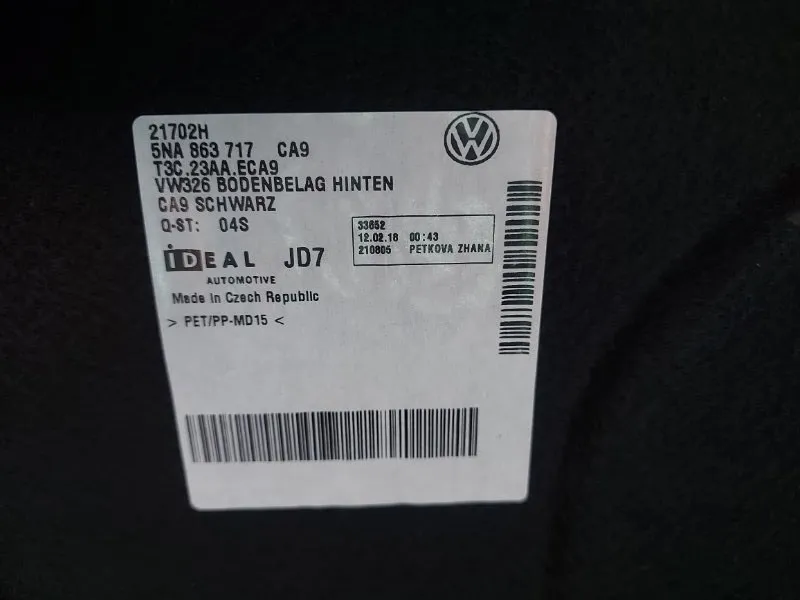 21702H
5NA 863 717 CA9
T3C.23AA.ECA9
VW326 BODENBELAG HINTEN
CA9 SCHWARZ
Q-ST: 04S
33652
12.02.18 00:43
210805 PETKOVA ZHANA
iDEAL JD7
AUTOMOTIVE
Made in Czech Republic
> PET/PP-MD15 <